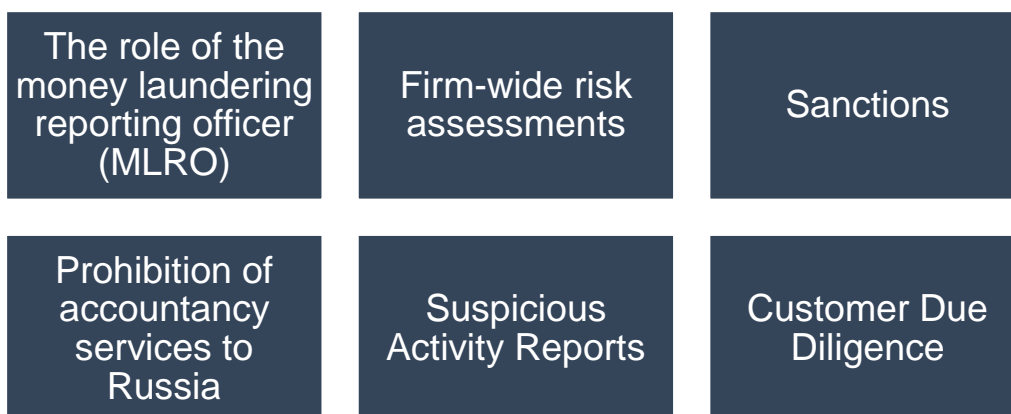 The role of the
money laundering
reporting officer
(MLRO)
Firm-wide risk
assessments
Sanctions
Prohibition of
accountancy
services to
Russia
Suspicious
Activity Reports
Customer Due
Diligence